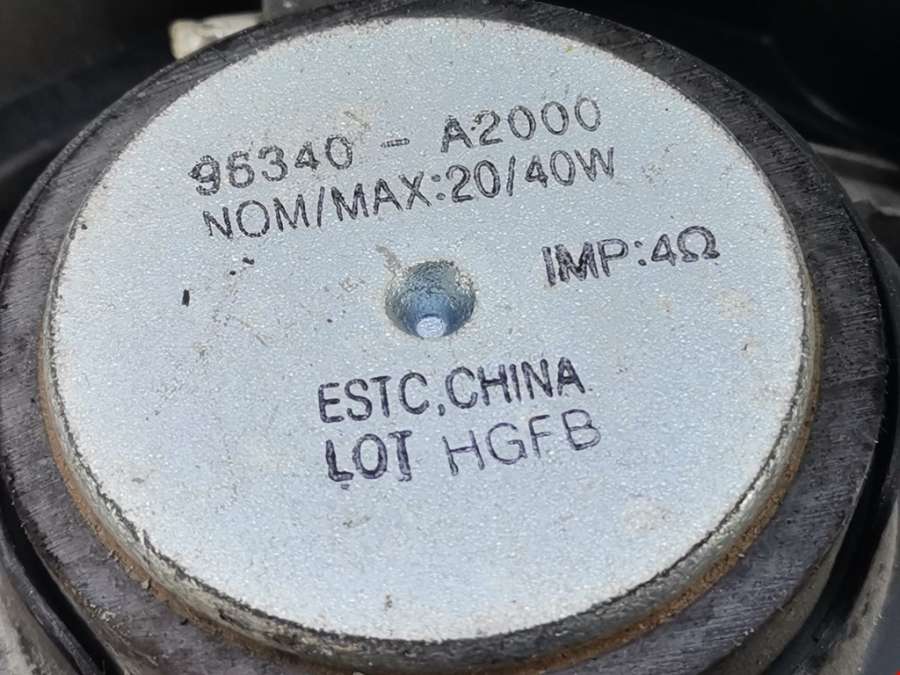 96340 - A2000
NOM/MAX:20/40W
IMP:4Ω
ESTC,CHINA
LOT HGFB